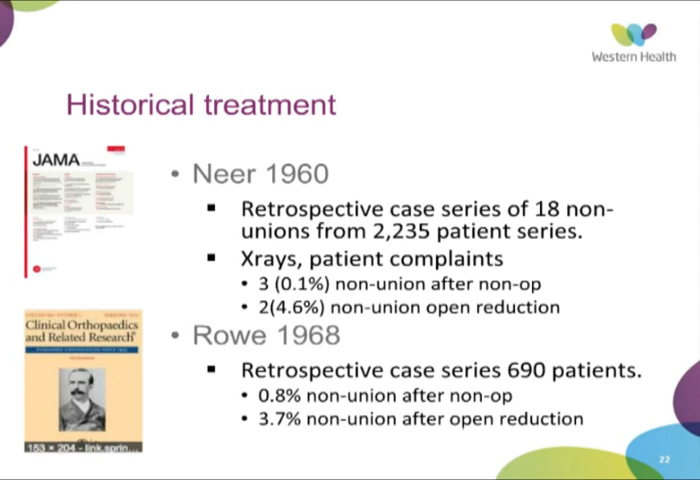 Western Health
Historical treatment
JAMA
• Neer 1960
▪ Retrospective case series of 18 non-
unions from 2,235 patient series.
▪ Xrays, patient complaints
• 3 (0.1%) non-union after non-op
• 2(4.6%) non-union open reduction
Clinical Orthopaedics
and Related Research
• Rowe 1968
▪ Retrospective case series 690 patients.
• 0.8% non-union after non-op
• 3.7% non-union after open reduction
153 × 204 - link.sprin...
22